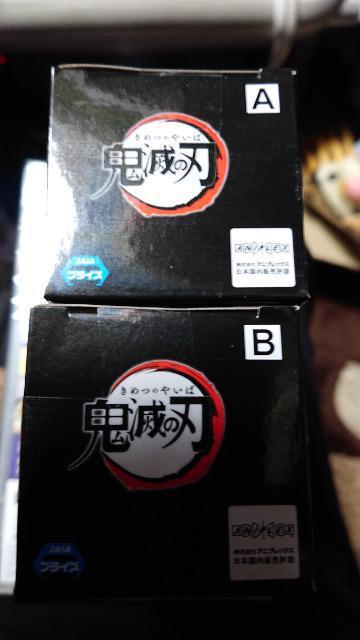 A
きめつのやいば
鬼滅の刃
ANIPLEX
株式会社アニプレックス
日本国内販売許諾
JAIA
プライズ
B
きめつのやいば
鬼滅の刃
ANIPLEX
株式会社アニプレックス
日本国内販売許諾
JAIA
プライズ